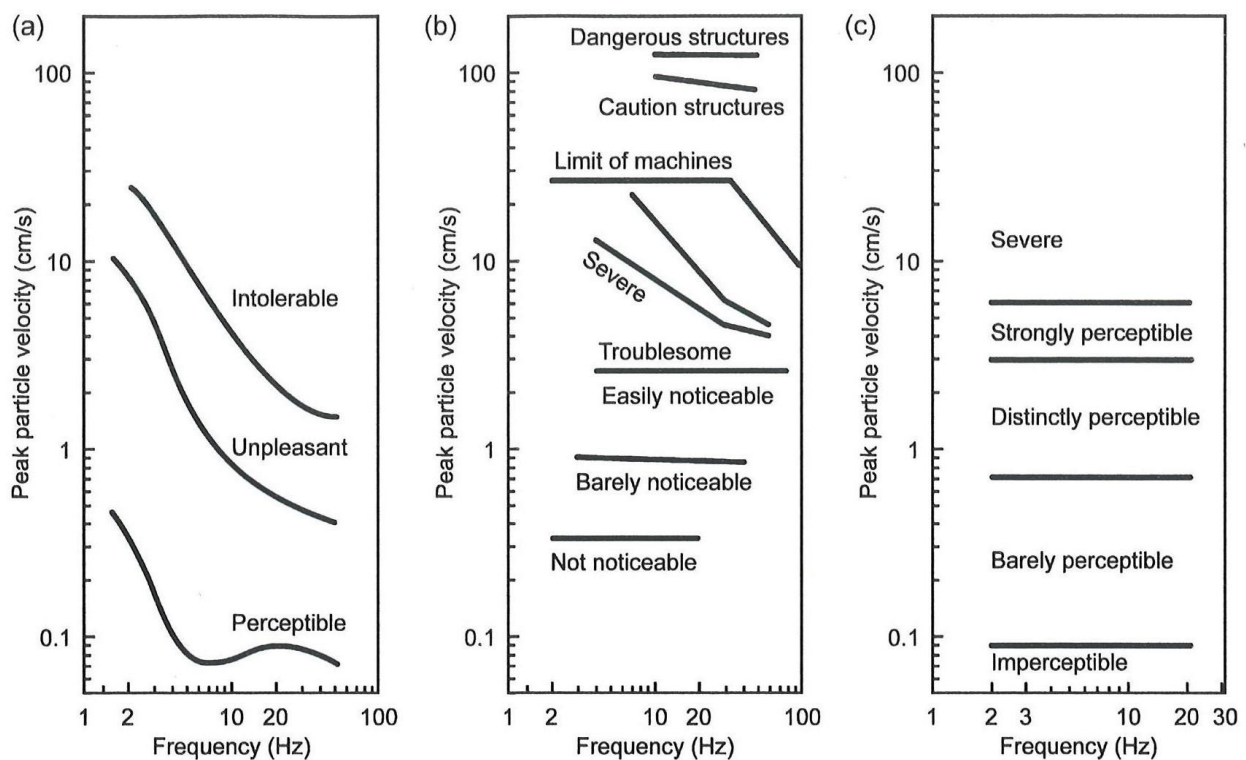 (a)
Peak particle velocity (cm/s)
100
10
1
0.1
Intolerable
Unpleasant
Perceptible
1 2 10 20 100
Frequency (Hz)
(b)
Peak particle velocity (cm/s)
100
10
1
0.1
Dangerous structures
Caution structures
Limit of machines
Severe
Troublesome
Easily noticeable
Barely noticeable
Not noticeable
1 2 10 20 100
Frequency (Hz)
(c)
Peak particle velocity (cm/s)
100
10
1
0.1
Severe
Strongly perceptible
Distinctly perceptible
Barely perceptible
Imperceptible
1 2 3 10 20 30
Frequency (Hz)